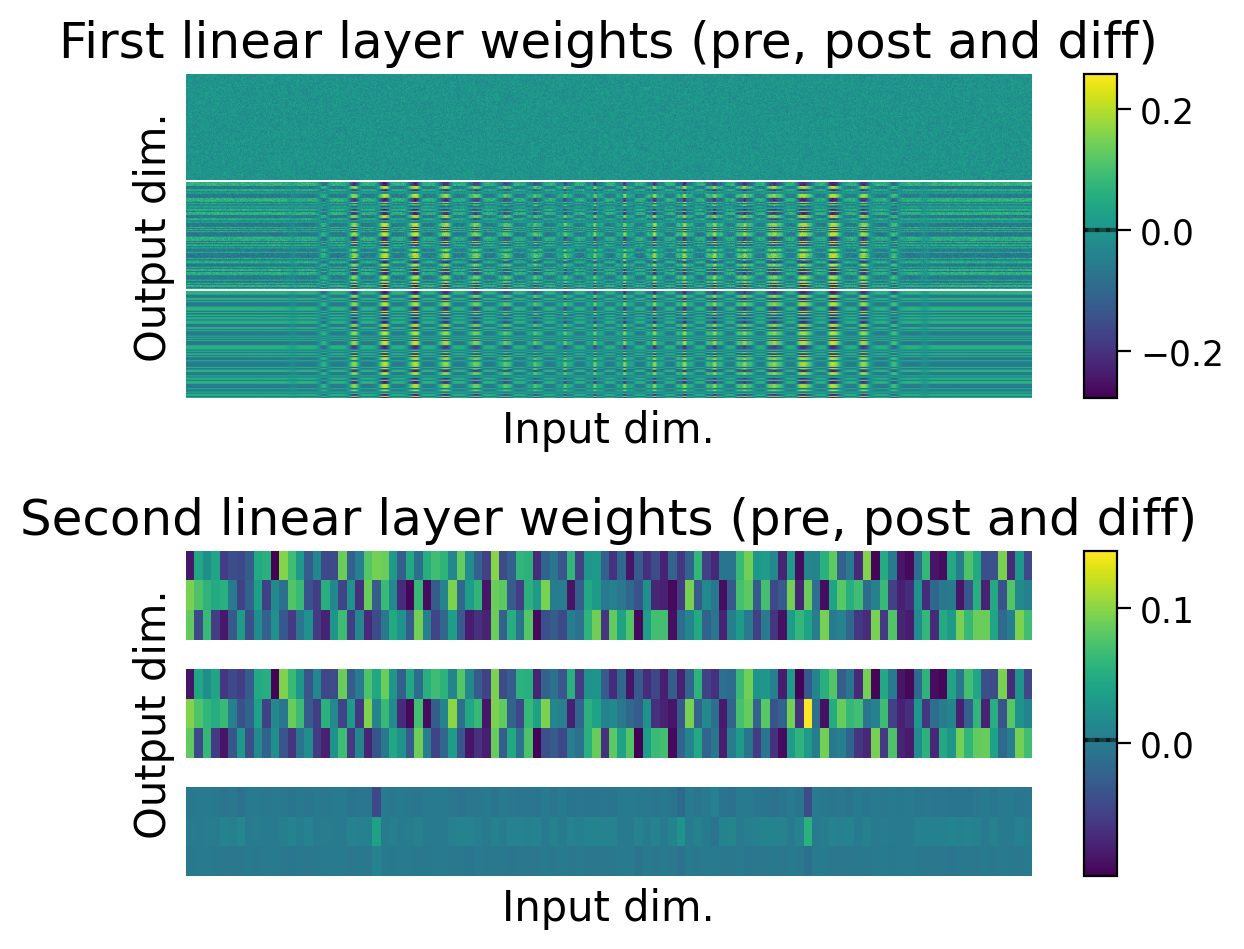 First linear layer weights (pre, post and diff)
Output dim.
0.2
0.0
−0.2
Input dim.
Second linear layer weights (pre, post and diff)
Output dim.
0.1
0.0
Input dim.